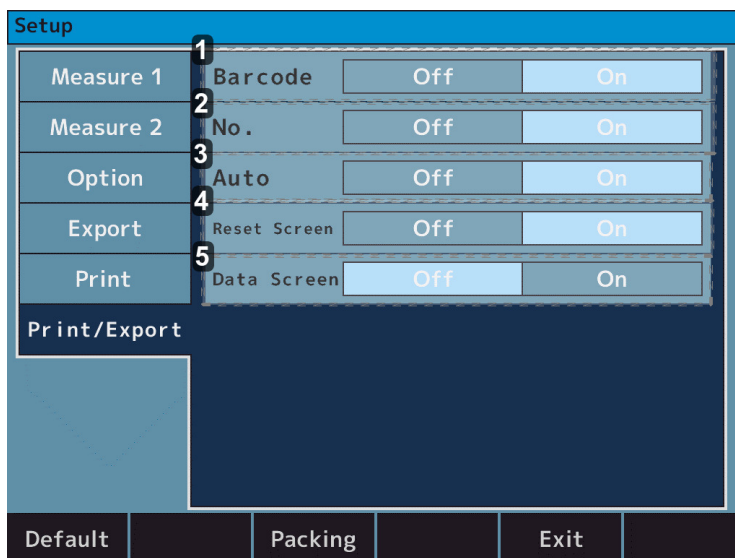 Setup
Measure 1
Measure 2
Option
Export
Print
Print/Export
1
Barcode Off On
2
No. Off On
3
Auto Off On
4
Reset Screen Off On
5
Data Screen Off On
Default Packing Exit